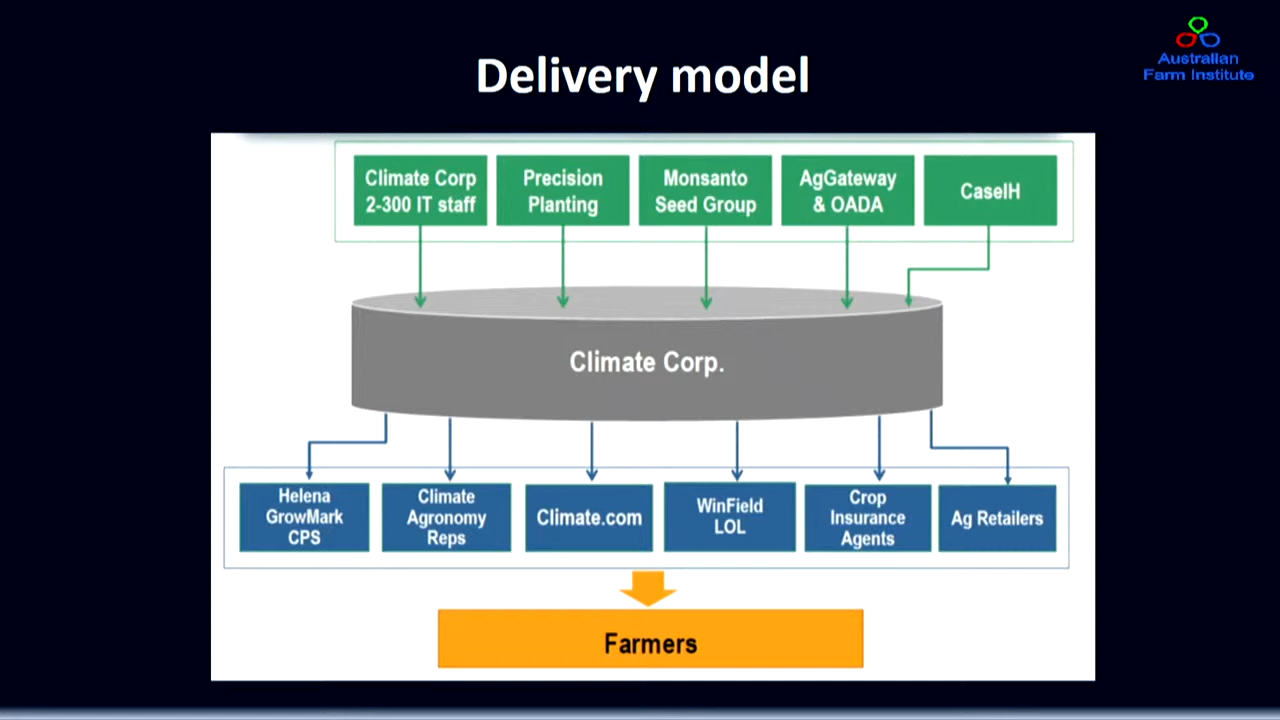 Delivery model
Australian
Farm Institute
Climate Corp
2-300 IT staff
Precision
Planting
Monsanto
Seed Group
AgGateway
& OADA
CaseIH
Climate Corp.
Helena
GrowMark
CPS
Climate
Agronomy
Reps
Climate.com
WinField
LOL
Crop
Insurance
Agents
Ag Retailers
Farmers